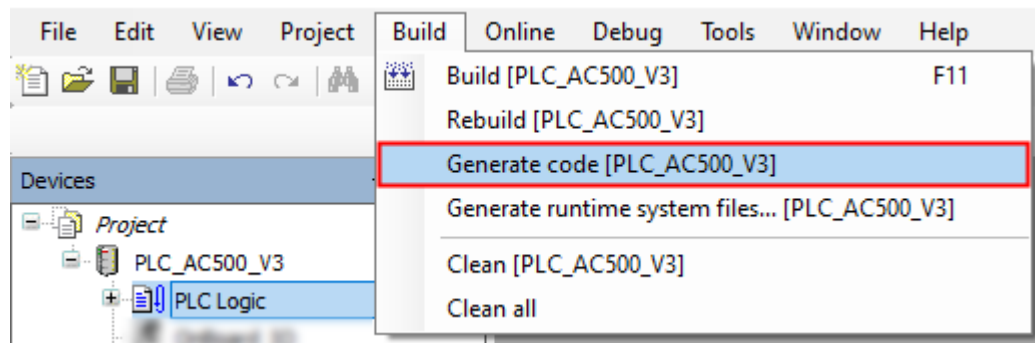 File Edit View Project Build Online Debug Tools Window Help
Build [PLC_AC500_V3] F11
Rebuild [PLC_AC500_V3]
Generate code [PLC_AC500_V3]
Generate runtime system files... [PLC_AC500_V3]
Clean [PLC_AC500_V3]
Clean all
Devices
Project
PLC_AC500_V3
PLC Logic